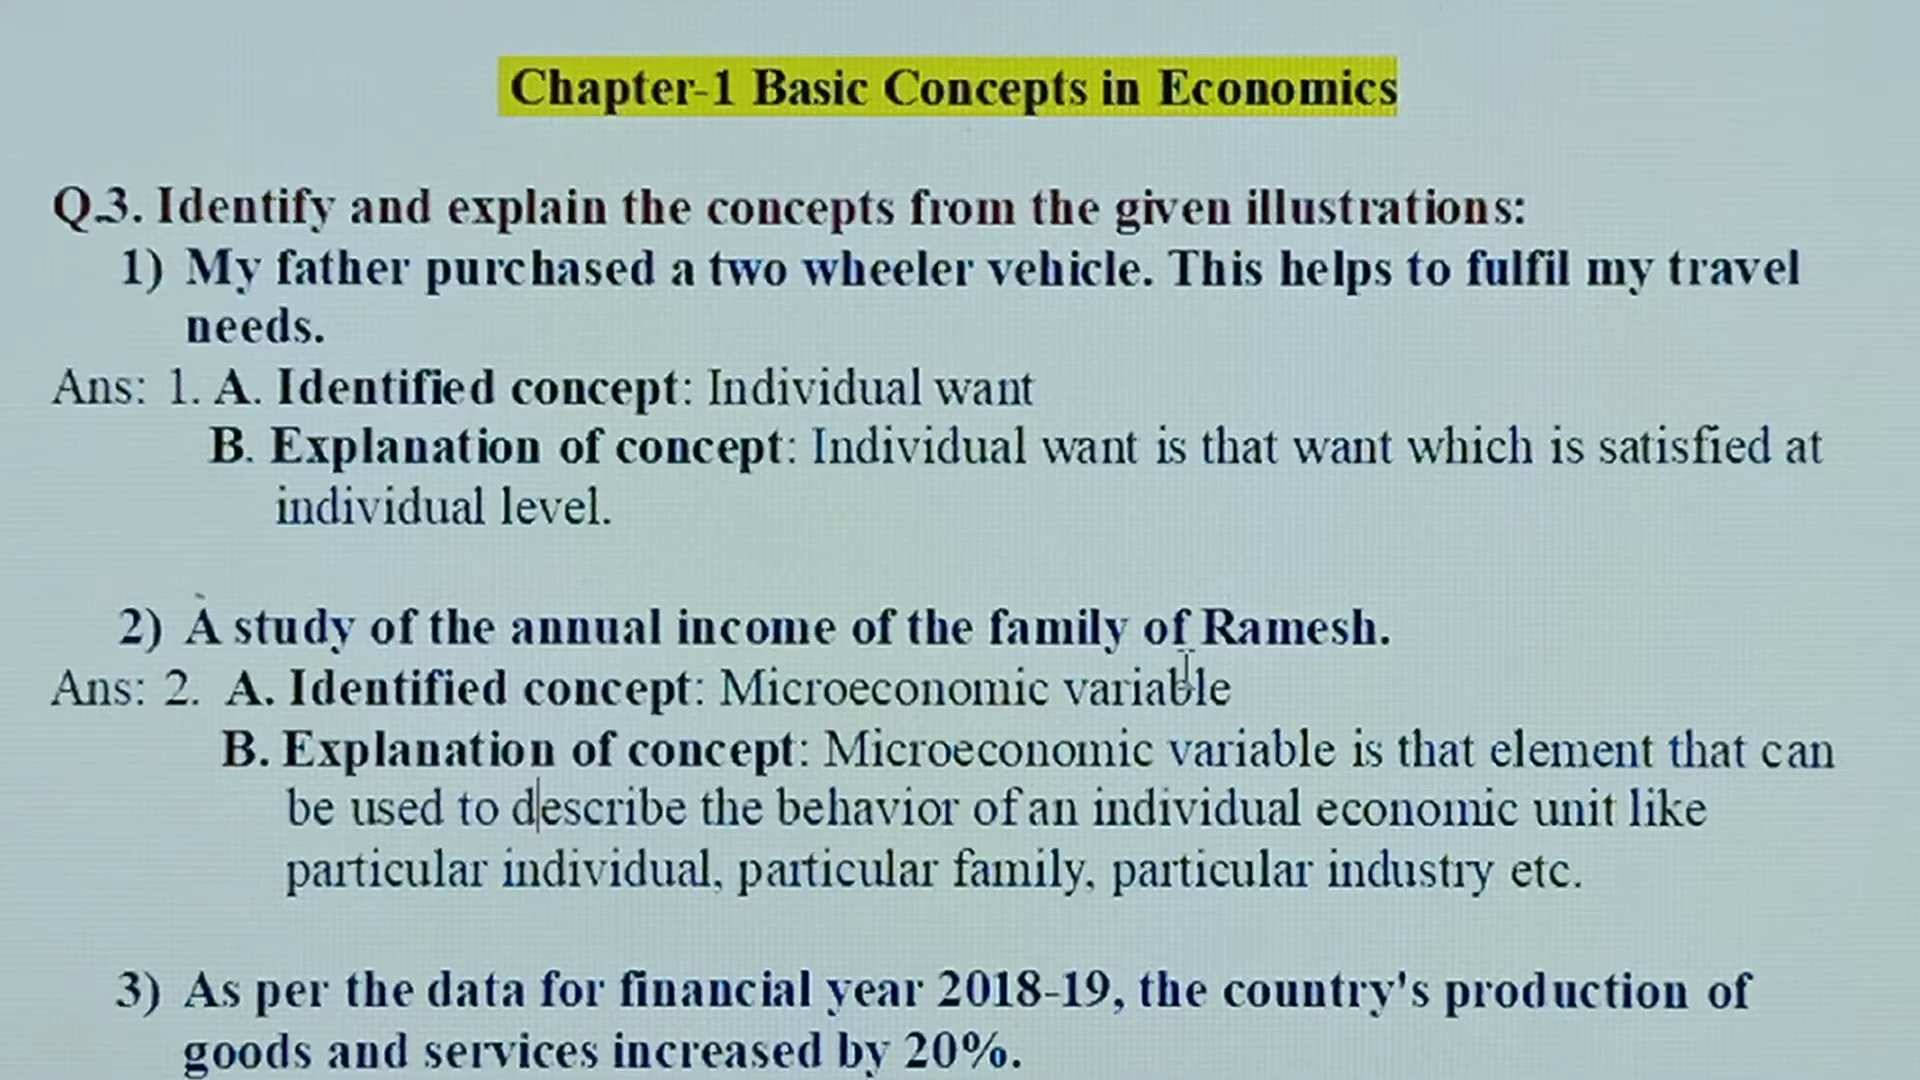 Chapter-1 Basic Concepts in Economics
Q.3. Identify and explain the concepts from the given illustrations:
1) My father purchased a two wheeler vehicle. This helps to fulfil my travel
needs.
Ans: 1. A. Identified concept: Individual want
B. Explanation of concept: Individual want is that want which is satisfied at
individual level.
2) A study of the annual income of the family of Ramesh.
Ans: 2. A. Identified concept: Microeconomic variable
B. Explanation of concept: Microeconomic variable is that element that can
be used to describe the behavior of an individual economic unit like
particular individual, particular family, particular industry etc.
3) As per the data for financial year 2018-19, the country's production of
goods and services increased by 20%.